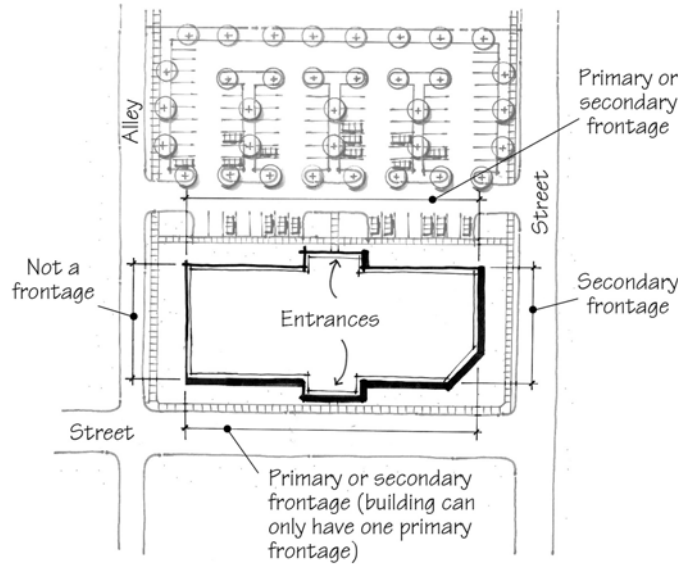 Primary or
secondary
frontage
Alley
Street
Not a
frontage
Entrances
Secondary
frontage
Street
Primary or secondary
frontage (building can
only have one primary
frontage)